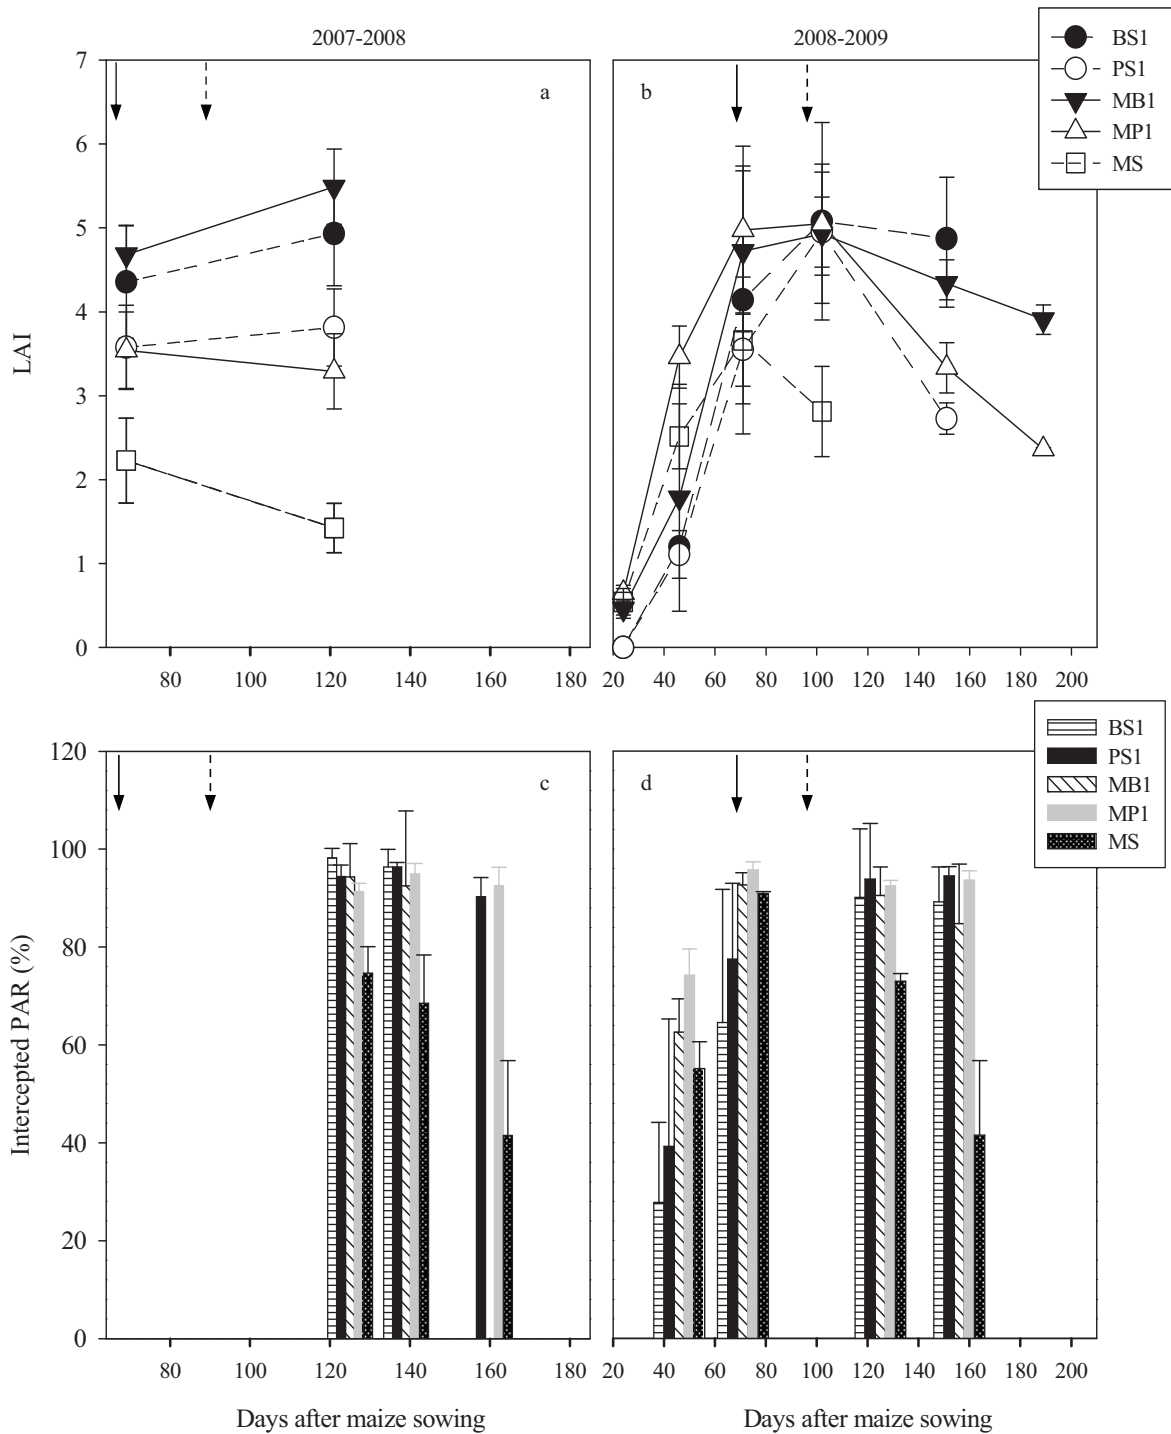 2007-2008
2008-2009
BS1
PS1
MB1
MP1
MS
7
6
5
4
3
2
1
0
LAI
a
b
80 100 120 140 160 180
20 40 60 80 100 120 140 160 180 200
BS1
PS1
MB1
MP1
MS
120
100
80
60
40
20
0
Intercepted PAR (%)
c
d
80 100 120 140 160 180
20 40 60 80 100 120 140 160 180 200
Days after maize sowing
Days after maize sowing